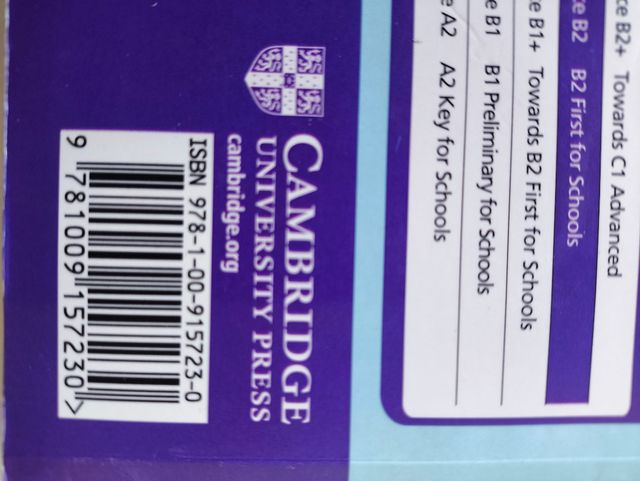 B2+ Towards C1 Advanced
B2 B2 First for Schools
B1+ Towards B2 First for Schools
B1 B1 Preliminary for Schools
A2 A2 Key for Schools
CAMBRIDGE
UNIVERSITY PRESS
cambridge.org
ISBN 978-1-00-915723-0
9 781009 157230 >